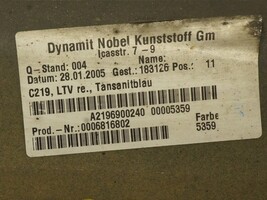 Dynamit Nobel Kunststoff Gm
Icasstr. 7 - 9
Q-Stand: 004 Name:
Datum: 28.01.2005 Gest.: 183126 Pos.: 11
C219, LTV re., Tansanitblau
A2196900240 00005359
Prod.-Nr.:0006816802 Farbe
5359